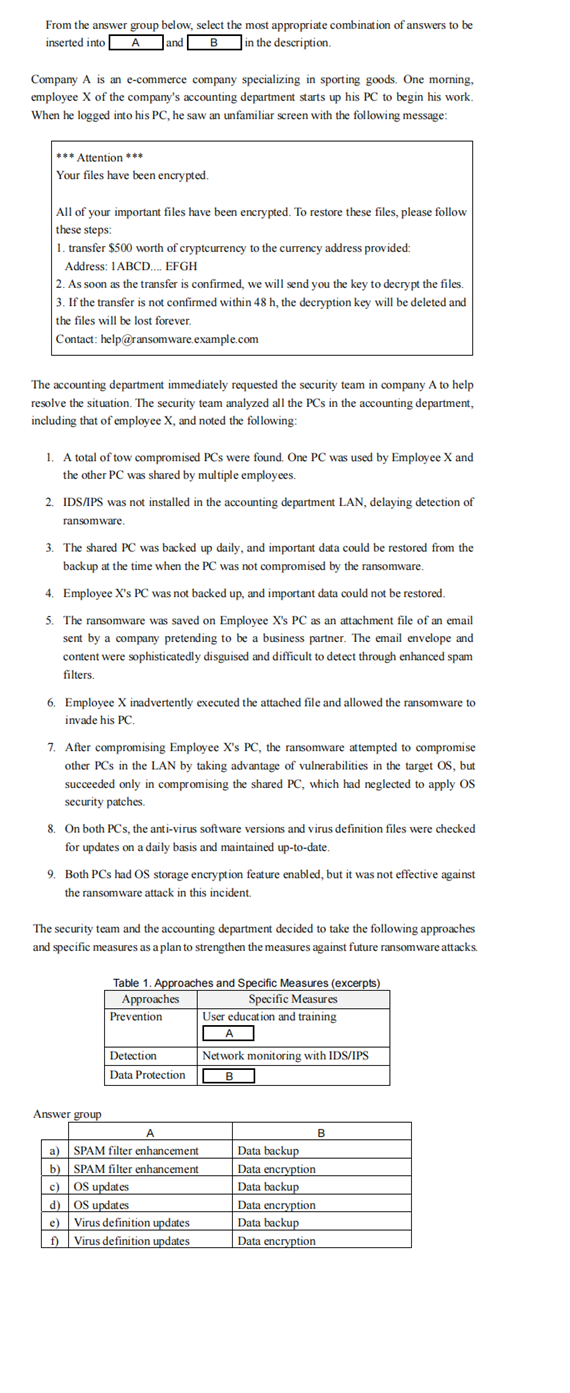 From the answer group below, select the most appropriate combination of answers to be
inserted into A and B in the description.
Company A is an e-commerce company specializing in sporting goods. One morning,
employee X of the company's accounting department starts up his PC to begin his work.
When he logged into his PC, he saw an unfamiliar screen with the following message:
*** Attention ***
Your files have been encrypted.
All of your important files have been encrypted. To restore these files, please follow
these steps:
1. transfer $500 worth of cryptcurrency to the currency address provided:
Address: 1ABCD.... EFGH
2. As soon as the transfer is confirmed, we will send you the key to decrypt the files.
3. If the transfer is not confirmed within 48 h, the decryption key will be deleted and
the files will be lost forever.
Contact: help@ransomware.example.com
The accounting department immediately requested the security team in company A to help
resolve the situation. The security team analyzed all the PCs in the accounting department,
including that of employee X, and noted the following:
1. A total of tow compromised PCs were found. One PC was used by Employee X and
the other PC was shared by multiple employees.
2. IDS/IPS was not installed in the accounting department LAN, delaying detection of
ransomware.
3. The shared PC was backed up daily, and important data could be restored from the
backup at the time when the PC was not compromised by the ransomware.
4. Employee X's PC was not backed up, and important data could not be restored.
5. The ransomware was saved on Employee X's PC as an attachment file of an email
sent by a company pretending to be a business partner. The email envelope and
content were sophisticatedly disguised and difficult to detect through enhanced spam
filters.
6. Employee X inadvertently executed the attached file and allowed the ransomware to
invade his PC.
7. After compromising Employee X's PC, the ransomware attempted to compromise
other PCs in the LAN by taking advantage of vulnerabilities in the target OS, but
succeeded only in compromising the shared PC, which had neglected to apply OS
security patches.
8. On both PCs, the anti-virus software versions and virus definition files were checked
for updates on a daily basis and maintained up-to-date.
9. Both PCs had OS storage encryption feature enabled, but it was not effective against
the ransomware attack in this incident.
The security team and the accounting department decided to take the following approaches
and specific measures as a plan to strengthen the measures against future ransomware attacks.
Table 1. Approaches and Specific Measures (excerpts)
Approaches Specific Measures
Prevention User education and training
A
Detection Network monitoring with IDS/IPS
Data Protection B
Answer group
A B
a) SPAM filter enhancement Data backup
b) SPAM filter enhancement Data encryption
c) OS updates Data backup
d) OS updates Data encryption
e) Virus definition updates Data backup
f) Virus definition updates Data encryption